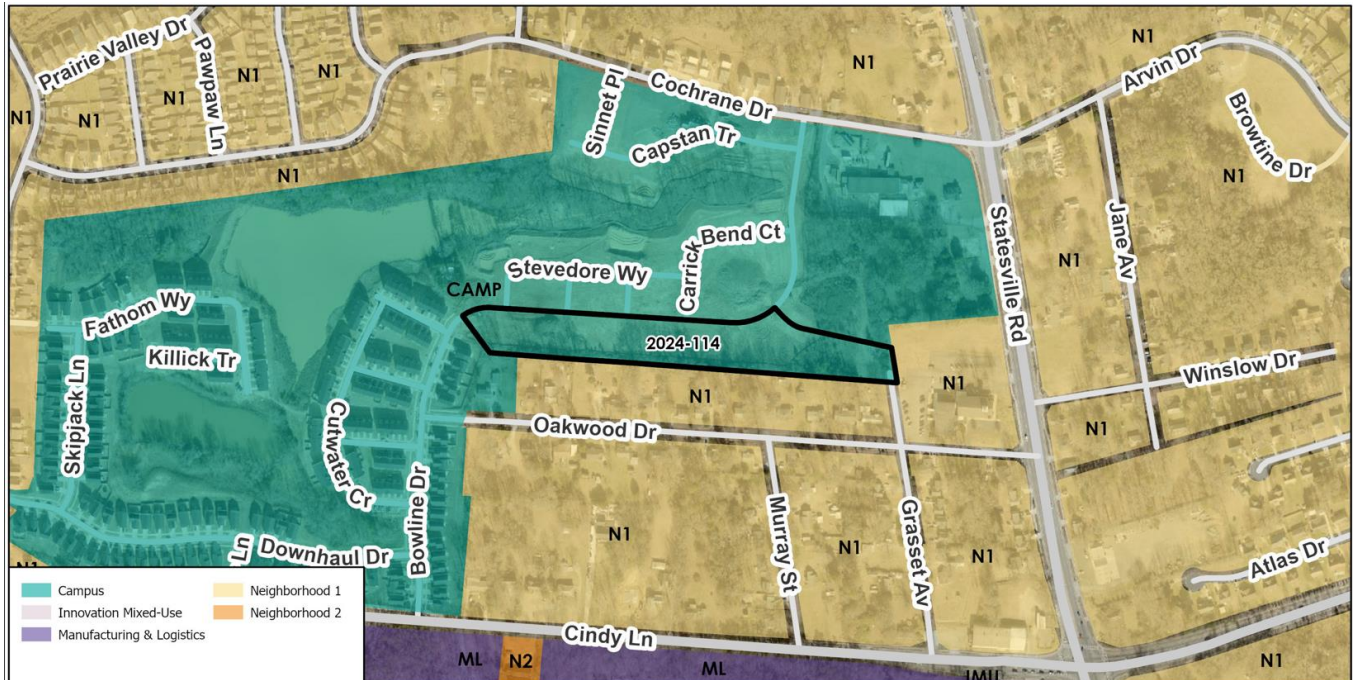 Prairie Valley Dr
Pawpaw Ln
N1
N1
N1
N1
N1
N1
Sinnet Pl
Cochrane Dr
Capstan Tr
N1
N1
Arvin Dr
Browtine Dr
N1
Jane Av
Statesville Rd
N1
Bend Ct
Carrick
Stevedore Wy
CAMP
Fathom Wy
Killick Tr
Skipjack Ln
Cutwater Cr
2024-114
N1
N1
Winslow Dr
N1
Oakwood Dr
Bowline Dr
Murray St
Grasset Av
N1
N1
N1
Ln
Downhaul Dr
Atlas Dr
N1
Cindy Ln
ML
N2
ML
IMU
N1
Campus
Innovation Mixed-Use
Manufacturing & Logistics
Neighborhood 1
Neighborhood 2